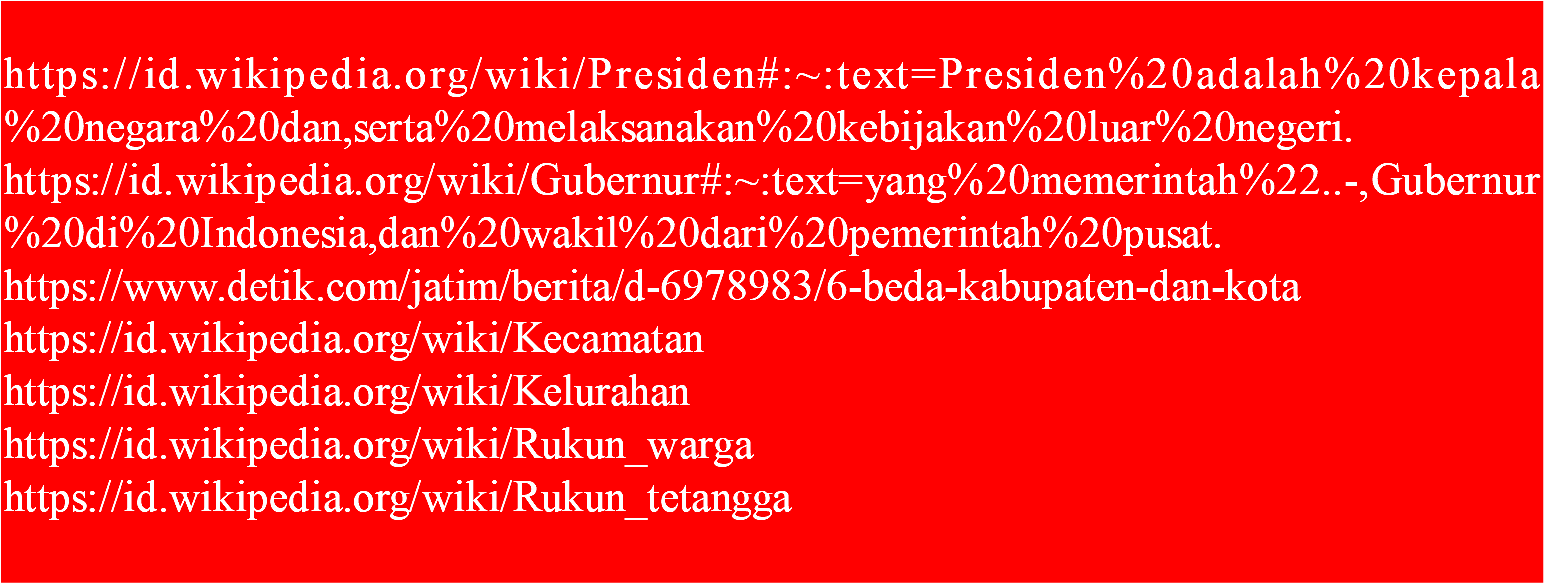 https://id.wikipedia.org/wiki/Presiden#:~:text=Presiden%20adalah%20kepala
%20negara%20dan,serta%20melaksanakan%20kebijakan%20luar%20negeri.
https://id.wikipedia.org/wiki/Gubernur#:~:text=yang%20memerintah%22..-,Gubernur
%20di%20Indonesia,dan%20wakil%20dari%20pemerintah%20pusat.
https://www.detik.com/jatim/berita/d-6978983/6-beda-kabupaten-dan-kota
https://id.wikipedia.org/wiki/Kecamatan
https://id.wikipedia.org/wiki/Kelurahan
https://id.wikipedia.org/wiki/Rukun_warga
https://id.wikipedia.org/wiki/Rukun_tetangga